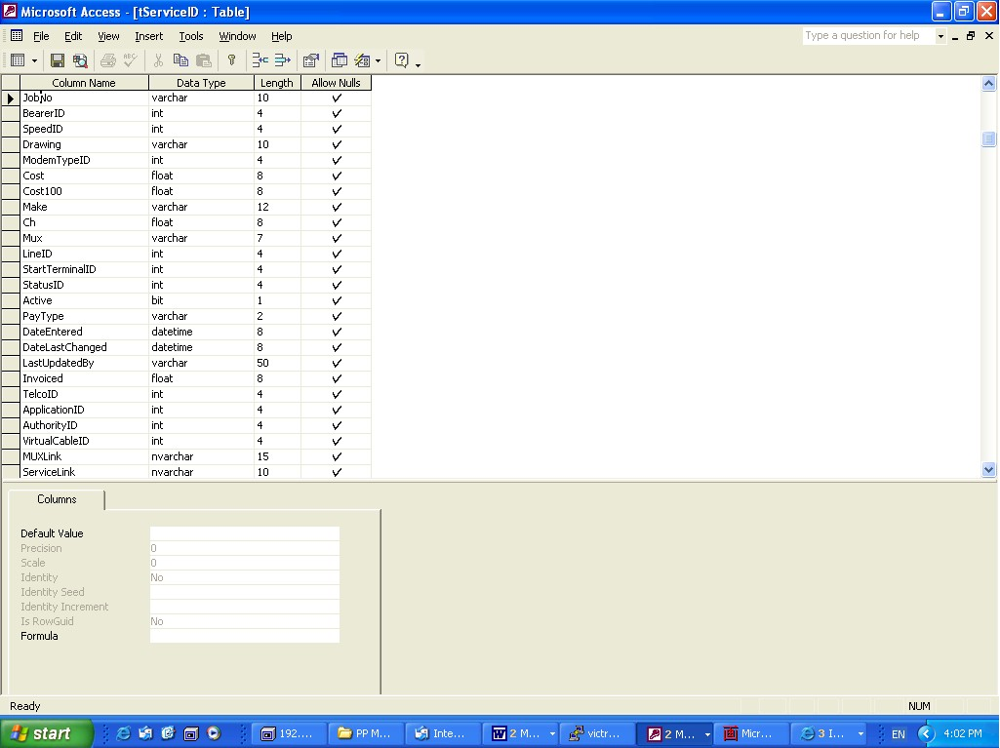 Microsoft Access - [tServiceID : Table]
File Edit View Insert Tools Window Help
Type a question for help
Column Name Data Type Length Allow Nulls
JobNo varchar 10
BearerID int 4
SpeedID int 4
Drawing varchar 10
ModemTypeID int 4
Cost float 8
Cost100 float 8
Make varchar 12
Ch float 8
Mux varchar 7
LineID int 4
StartTerminalID int 4
StatusID int 4
Active bit 1
PayType varchar 2
DateEntered datetime 8
DateLastChanged datetime 8
LastUpdatedBy varchar 50
Invoiced float 8
TelcoID int 4
ApplicationID int 4
AuthorityID int 4
VirtualCableID int 4
MUXLink nvarchar 15
ServiceLink nvarchar 10
Columns
Default Value
Precision 0
Scale 0
Identity No
Identity Seed
Identity Increment
Is RowGuid No
Formula
Ready NUM
start 192.... PP M... Inte... 2 M... victr... 2 M... Micr... 3 I... EN 4:02 PM